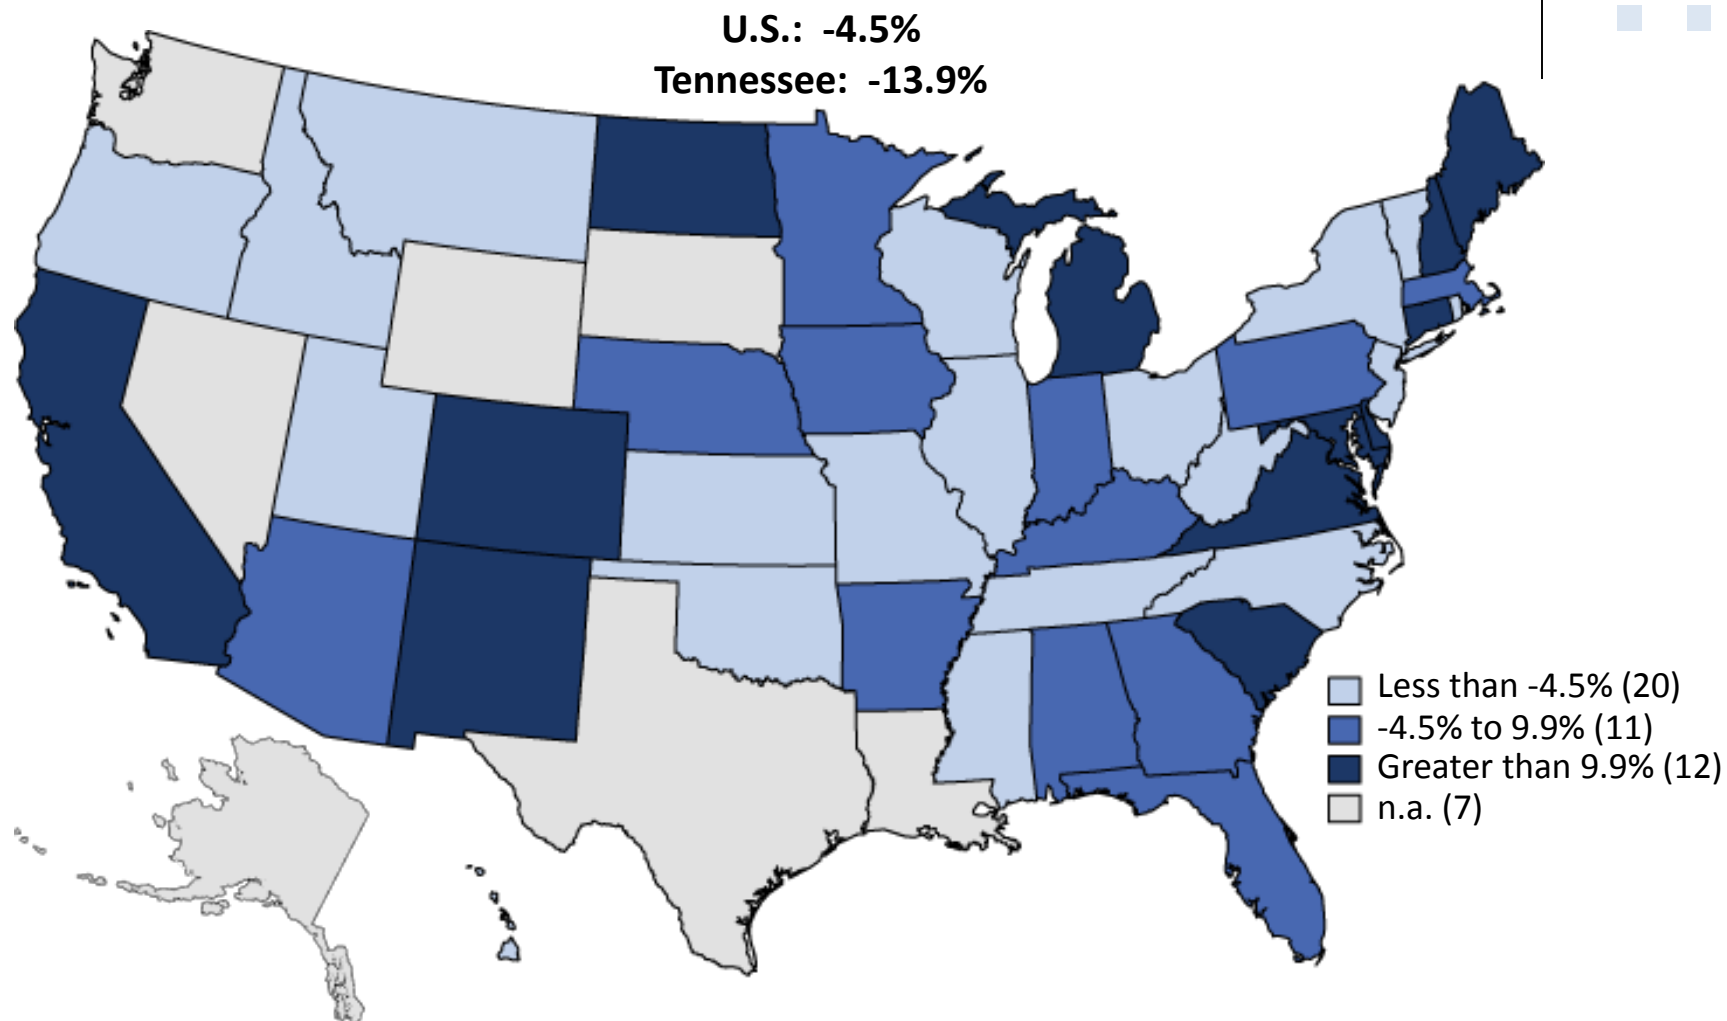 U.S.: -4.5%
Tennessee: -13.9%
Less than -4.5% (20)
-4.5% to 9.9% (11)
Greater than 9.9% (12)
n.a. (7)